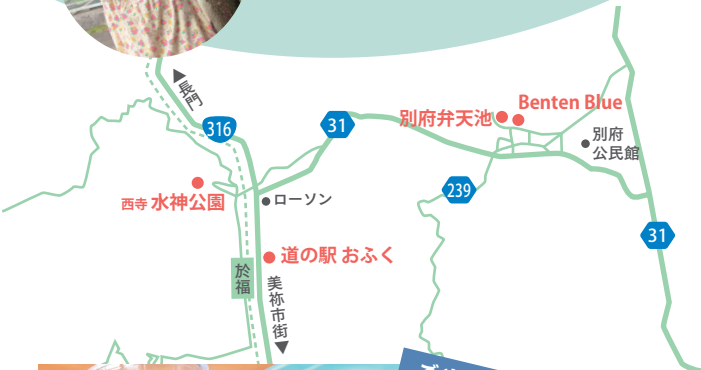 長門
316
31
別府弁天池
Benten Blue
別府
公民館
239
西寺 水神公園
ローソン
31
道の駅 おふく
於福
美祢市街